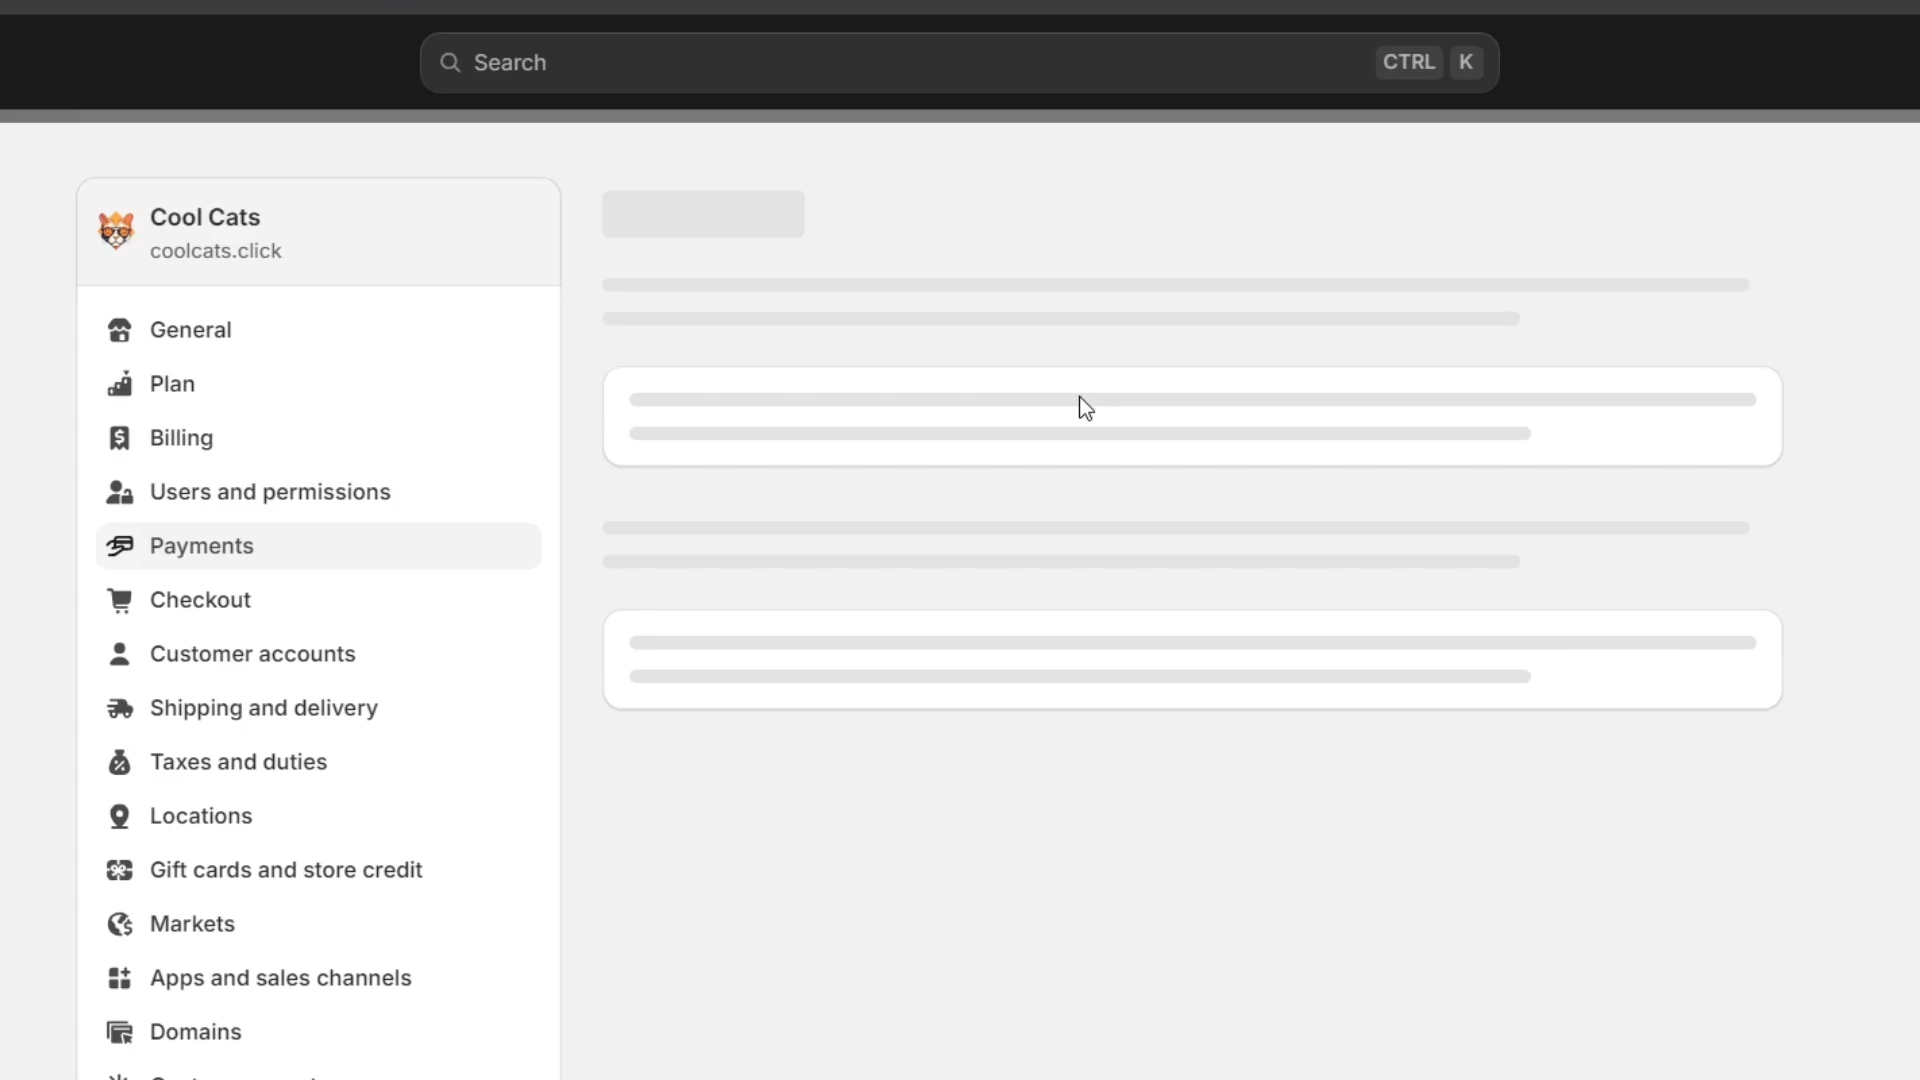 Search
CTRL K
Cool Cats
coolcats.click
General
Plan
Billing
Users and permissions
Payments
Checkout
Customer accounts
Shipping and delivery
Taxes and duties
Locations
Gift cards and store credit
Markets
Apps and sales channels
Domains